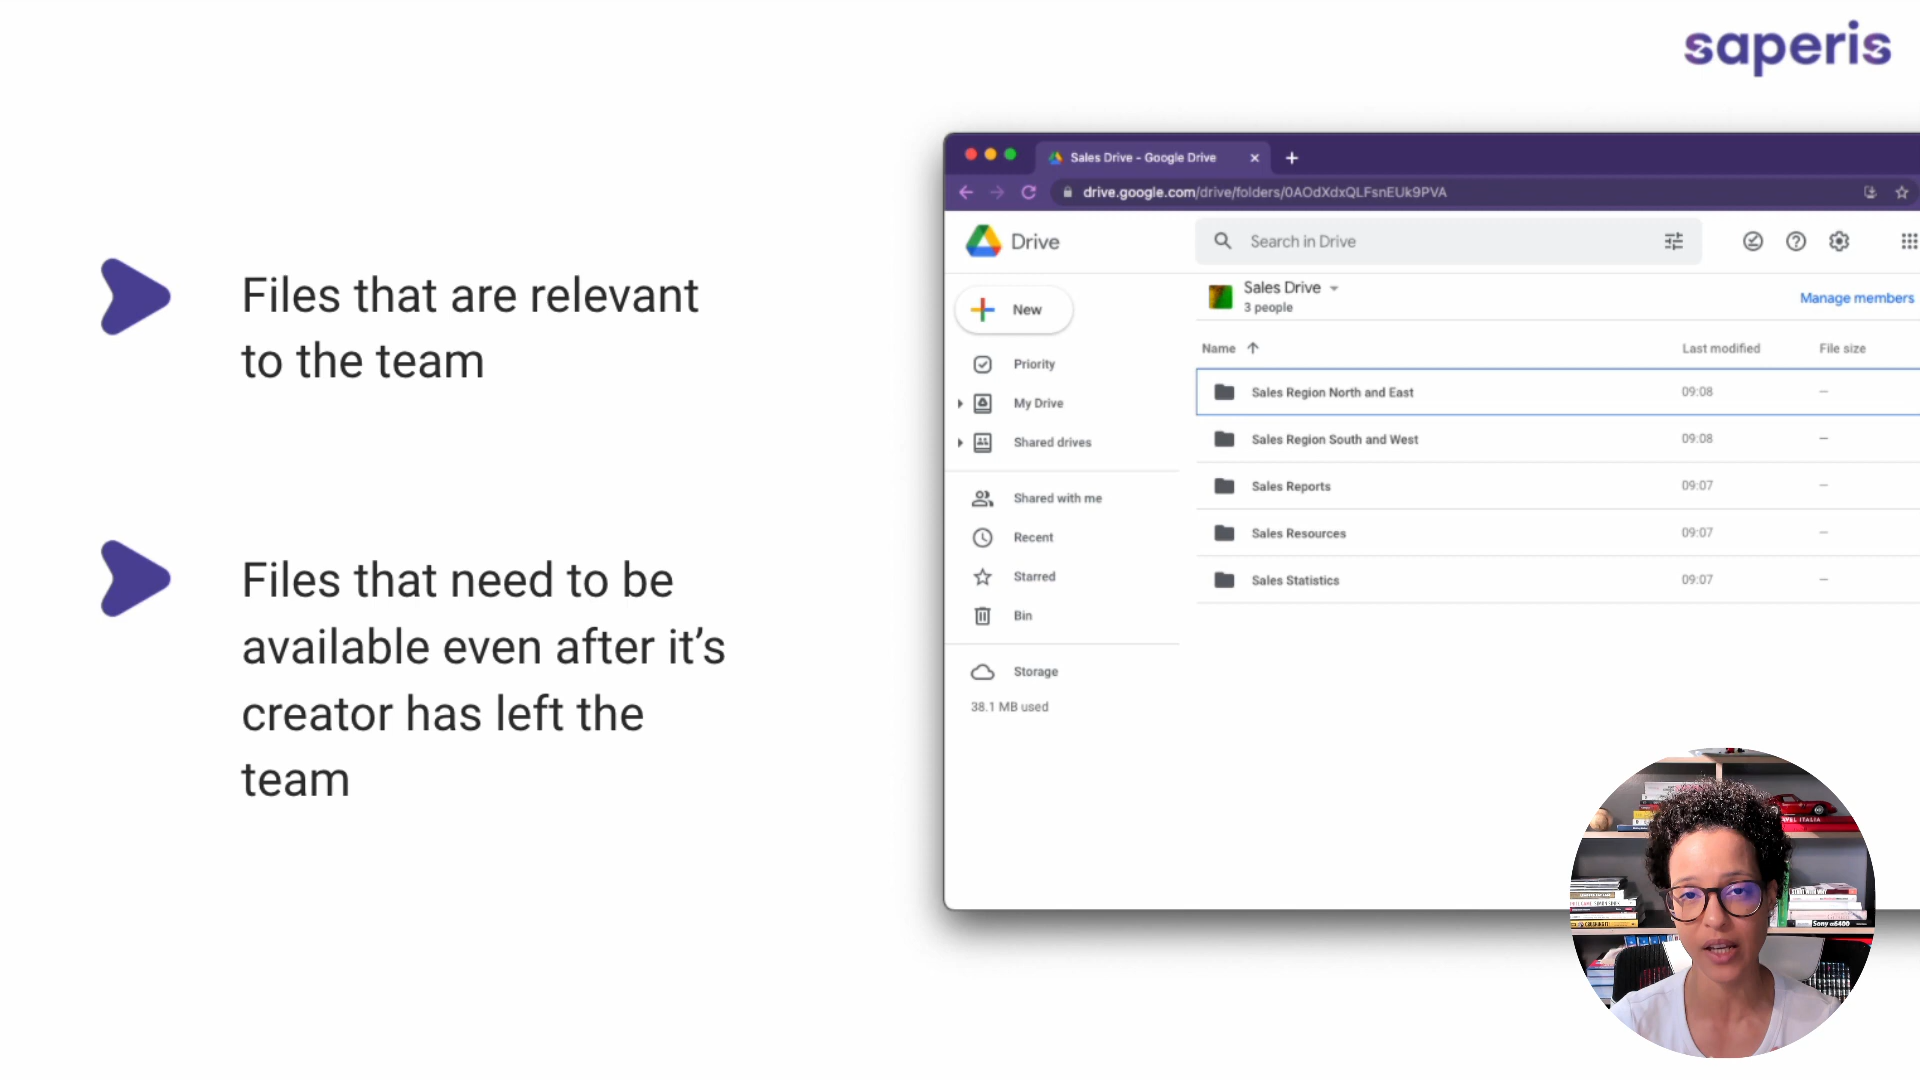 saperis
Files that are relevant
to the team
Files that need to be
available even after it’s
creator has left the
team
Sales Drive - Google Drive
drive.google.com/drive/folders/0AOdXdxQLFsnEUk9PVA
Drive
Search in Drive
New
Priority
My Drive
Shared drives
Shared with me
Recent
Starred
Bin
Storage
38.1 MB used
Sales Drive
3 people
Manage members
Name
Last modified
File size
Sales Region North and East
09:08
–
Sales Region South and West
09:08
–
Sales Reports
09:07
–
Sales Resources
09:07
–
Sales Statistics
09:07
–
Sony α6400